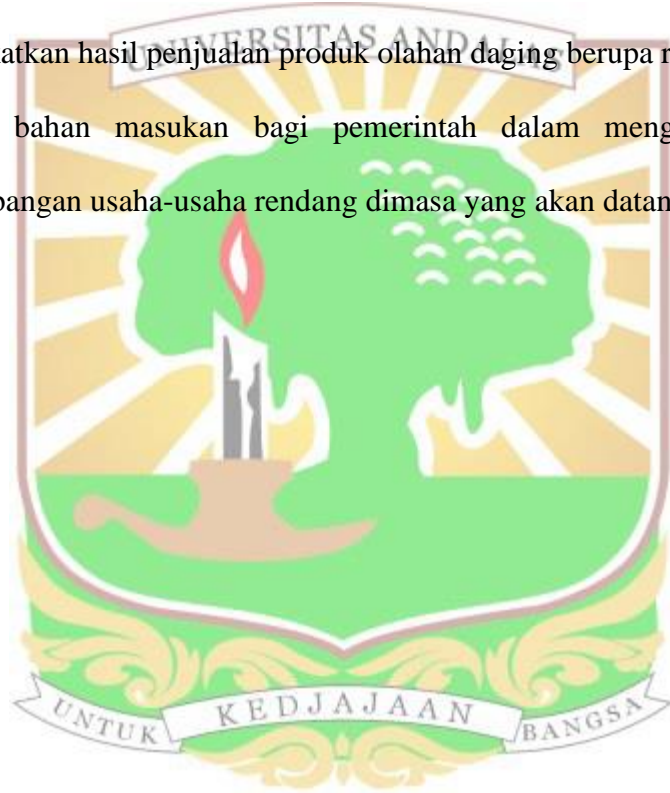 UNIVERSITAS ANDALAS
atkan hasil penjualan produk olahan daging berupa r
bahan masukan bagi pemerintah dalam meng
bangan usaha-usaha rendang dimasa yang akan datan
UNTUK KEDJAJAAN BANGSA